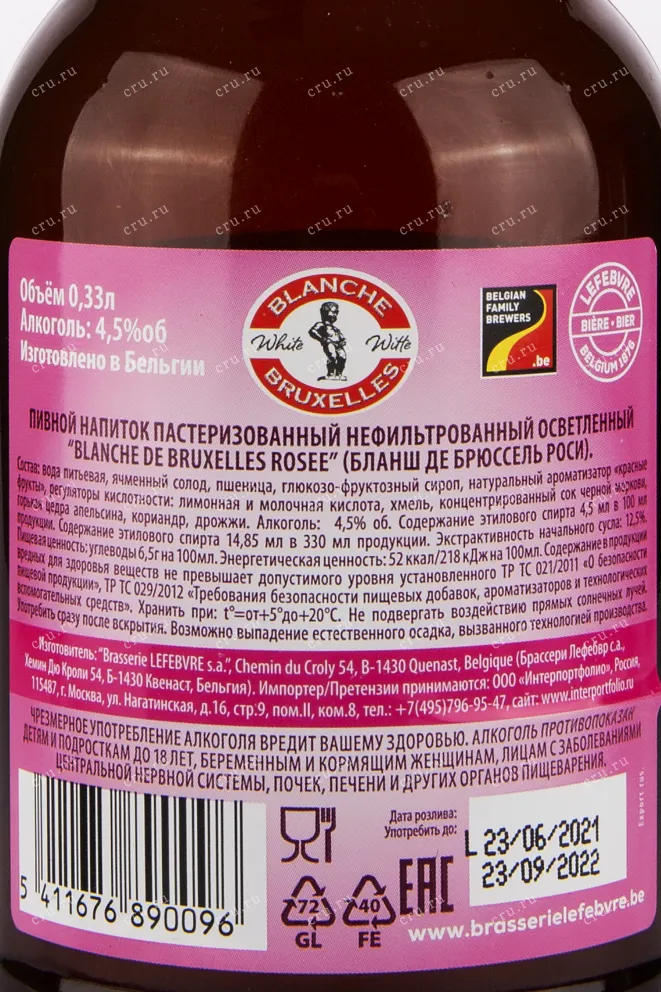 Объём 0,33л
Алкоголь: 4,5%об
Изготовлено в Бельгии
BLANCHE
White Witte
BRUXELLES
BELGIAN
FAMILY
BREWERS
.be
LEFEBVRE
BIÈRE • BIER
BELGIUM 1876
ПИВНОЙ НАПИТОК ПАСТЕРИЗОВАННЫЙ НЕФИЛЬТРОВАННЫЙ ОСВЕТЛЕННЫЙ
"BLANCHE DE BRUXELLES ROSEE" (БЛАНШ ДЕ БРЮССЕЛЬ РОСИ).
Состав: вода питьевая, ячменный солод, пшеница, глюкозо-фруктозный сироп, натуральный ароматизатор «красные
фрукты», регуляторы кислотности: лимонная и молочная кислота, хмель, концентрированный сок черной моркови,
горькая цедра апельсина, кориандр, дрожжи. Алкоголь: 4,5% об. Содержание этилового спирта 4,5 мл в 100 мл
продукции. Содержание этилового спирта 14,85 мл в 330 мл продукции. Экстрактивность начального сусла: 12,5%.
Пищевая ценность: углеводы 6,5г на 100мл. Энергетическая ценность: 52 ккал/218 кДж на 100мл. Содержание в продукции
вредных для здоровья веществ не превышает допустимого уровня установленного ТР ТС 021/2011 «О безопасности
пищевой продукции», ТР ТС 029/2012 «Требования безопасности пищевых добавок, ароматизаторов и технологических
вспомогательных средств». Хранить при: t°=от+5°до+20°С. Не подвергать воздействию прямых солнечных лучей.
Употребить сразу после вскрытия. Возможно выпадение естественного осадка, вызванного технологией производства.
Изготовитель: "Brasserie LEFEBVRE s.a.", Chemin du Croly 54, B-1430 Quenast, Belgique (Брассери Лефебвр с.а.,
Хемин Дю Кроли 54, Б-1430 Квенаст, Бельгия). Импортер/Претензии принимаются: ООО «Интерпортфолио», Россия,
115487, г. Москва, ул. Нагатинская, д.16, стр.9, пом.II, ком.8, тел.: +7(495)796-95-47, сайт: www.interportfolio.ru
ЧРЕЗМЕРНОЕ УПОТРЕБЛЕНИЕ АЛКОГОЛЯ ВРЕДИТ ВАШЕМУ ЗДОРОВЬЮ. АЛКОГОЛЬ ПРОТИВОПОКАЗАН
ДЕТЯМ И ПОДРОСТКАМ ДО 18 ЛЕТ, БЕРЕМЕННЫМ И КОРМЯЩИМ ЖЕНЩИНАМ, ЛИЦАМ С ЗАБОЛЕВАНИЯМИ
ЦЕНТРАЛЬНОЙ НЕРВНОЙ СИСТЕМЫ, ПОЧЕК, ПЕЧЕНИ И ДРУГИХ ОРГАНОВ ПИЩЕВАРЕНИЯ.
Export rus.
Дата розлива:
Употребить до:
L 23/06/2021
23/09/2022
5 411676 890096
72
GL
40
FE
EAC
www.brasserielefebvre.be
cru.ru